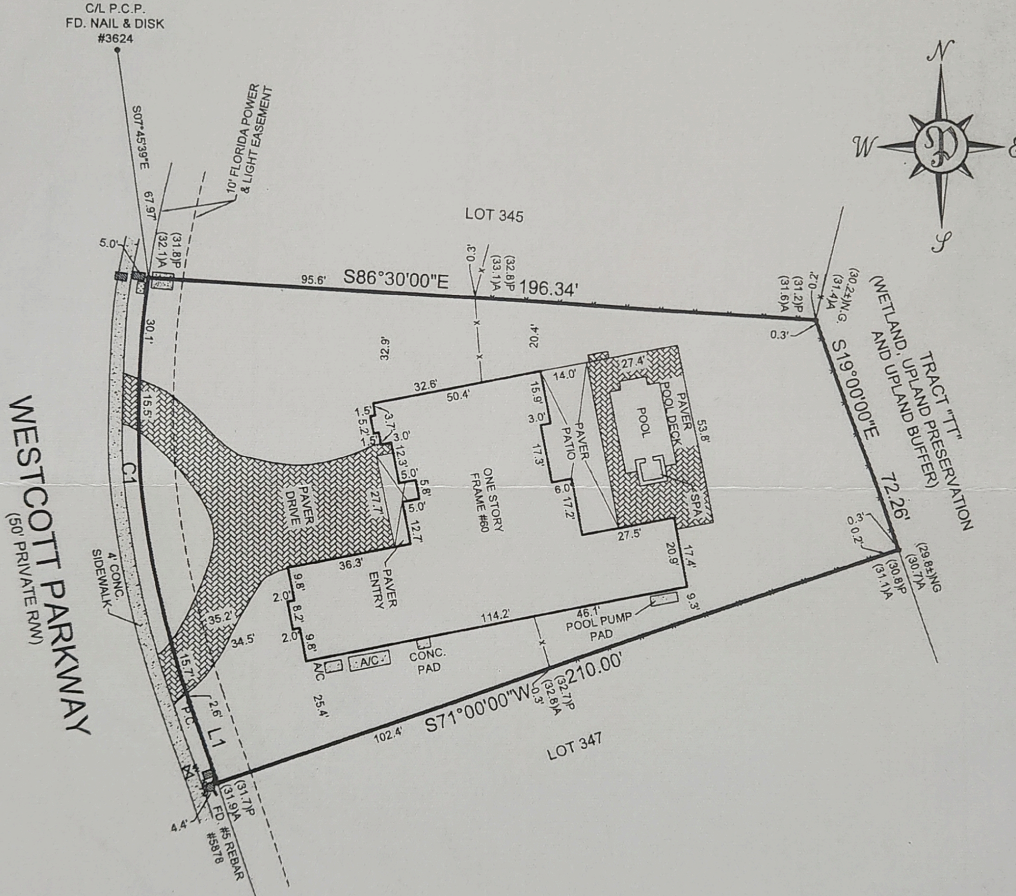 C/L P.C.P.
FD. NAIL & DISK
#3624
S07°45'39"E
67.97'
10' FLORIDA POWER
& LIGHT EASEMENT
N
W
E
S
LOT 345
5.0'
(31.8)P
(32.1)A
95.6'
S86°30'00"E
196.34'
0.3'
x
(32.8)P
(33.1)A
(31.2)P
(31.6)A
0.2'
(30.2±)N.G.
(31.4)A
0.3'
TRACT "TT"
(WETLAND, UPLAND PRESERVATION
AND UPLAND BUFFER)
S19°00'00"E
72.26'
30.1'
32.9'
20.4'
x
32.6'
50.4'
14.0'
27.4'
15.9'
3.0'
17.3'
6.0'
17.2'
PAVER
PATIO
POOL
PAVER
POOL DECK
53.8'
SPA
27.5'
1.5'
5.2'
1.5'
3.7'
3.0'
12.3'
5.8'
5.0'
12.7'
27.7'
15.5'
C1
PAVER
DRIVE
ONE STORY
FRAME #60
36.3'
PAVER
ENTRY
20.9'
17.4'
9.3'
0.2'
(29.8±)NG
(30.7)A
(30.8)P
(31.1)A
WESTCOTT PARKWAY
(50' PRIVATE R/W)
4' CONC.
SIDEWALK
9.8'
2.0'
8.2'
2.0'
9.8'
35.2'
34.5'
114.2'
46.1'
POOL PUMP
PAD
A/C
A/C
CONC.
PAD
25.4'
15.7'
P.C.
2.6'
L1
102.4'
S71°00'00"W
210.00'
0.3'
(32.7)P
(32.8)A
LOT 347
4.4'
(31.7)P
(31.9)A
FD. #5 REBAR
#5878